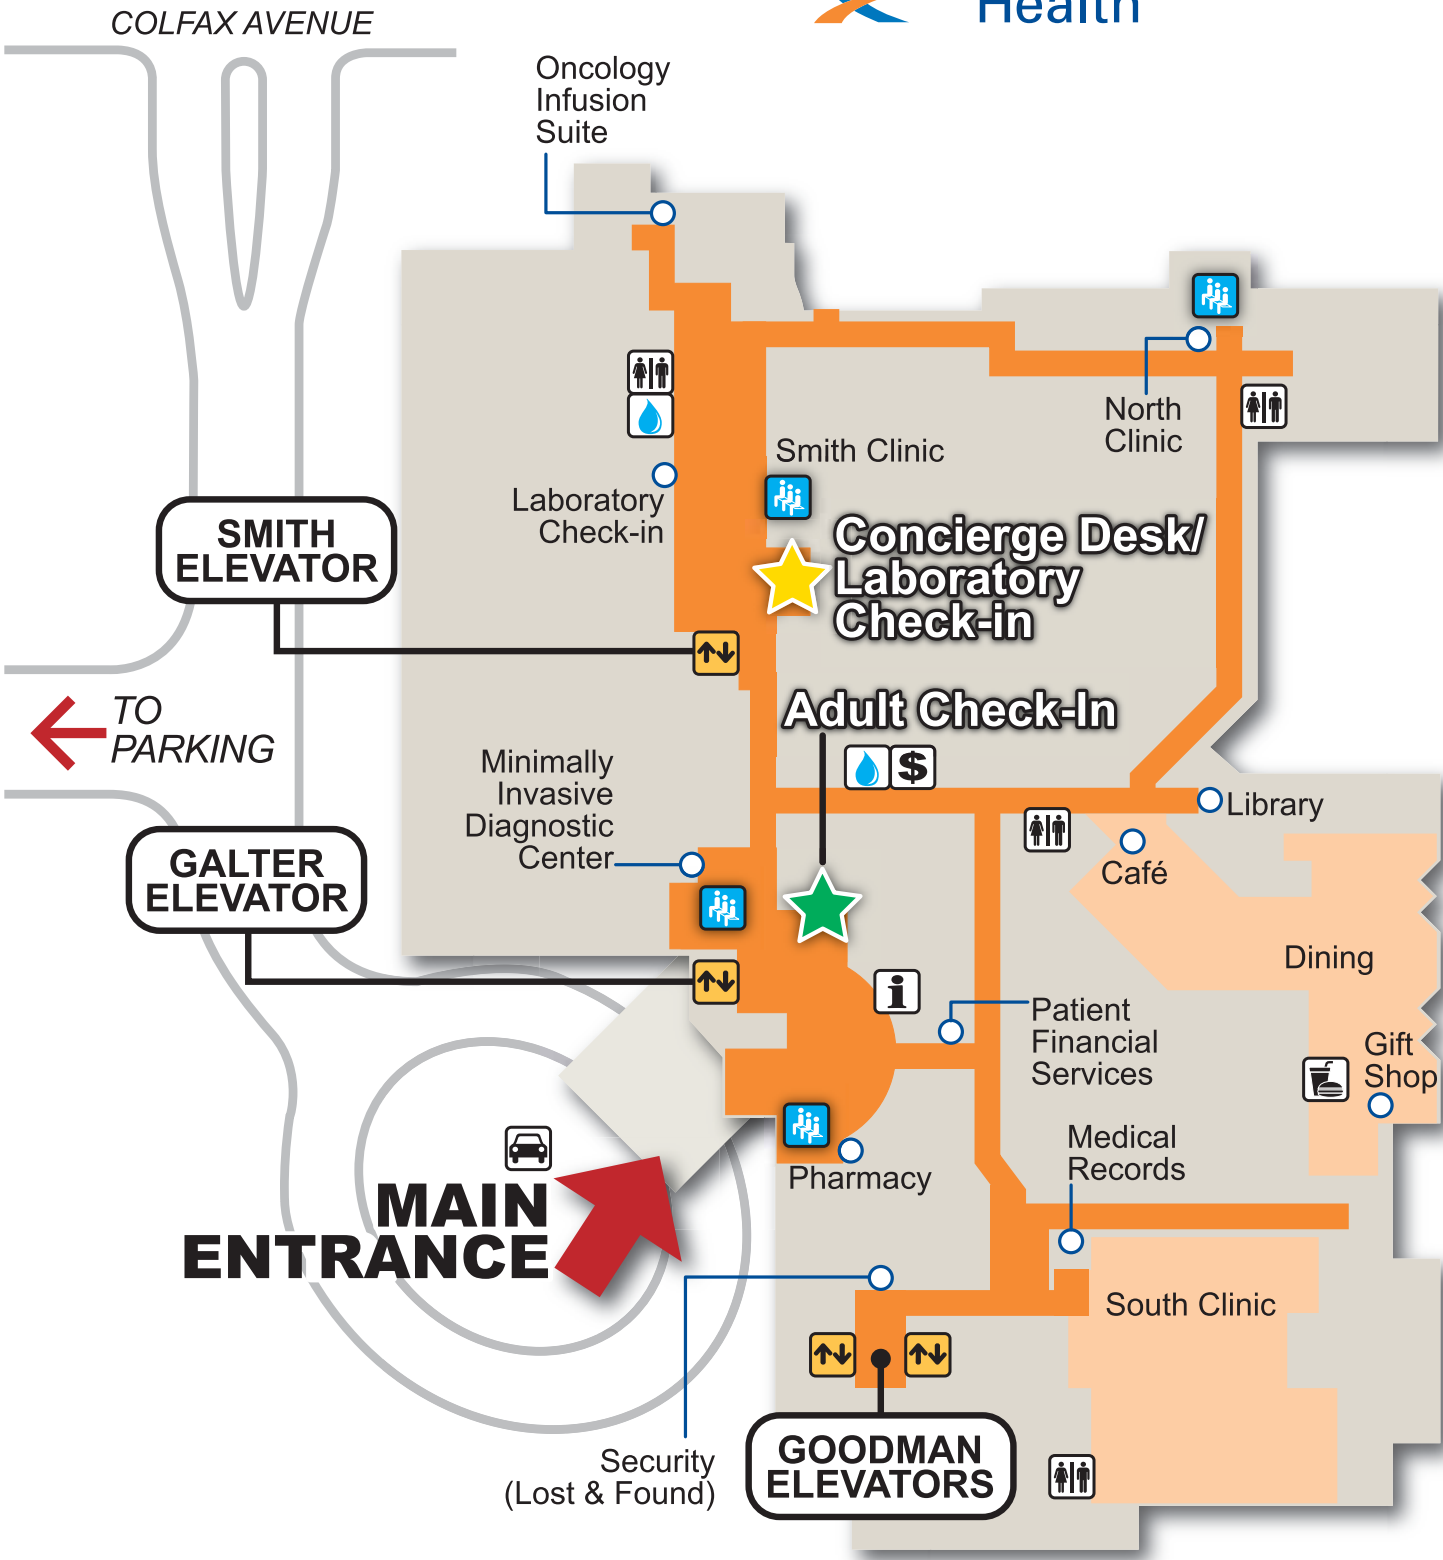 COLFAX AVENUE
Health
Oncology
Infusion
Suite
North
Clinic
Smith Clinic
Laboratory
Check-in
SMITH
ELEVATOR
Concierge Desk/
Laboratory
Check-in
TO
PARKING
Adult Check-In
$
Minimally
Invasive
Diagnostic
Center
Library
Café
GALTER
ELEVATOR
Dining
i
Patient
Financial
Services
Gift
Shop
Medical
Records
Pharmacy
MAIN
ENTRANCE
South Clinic
Security
(Lost & Found)
GOODMAN
ELEVATORS